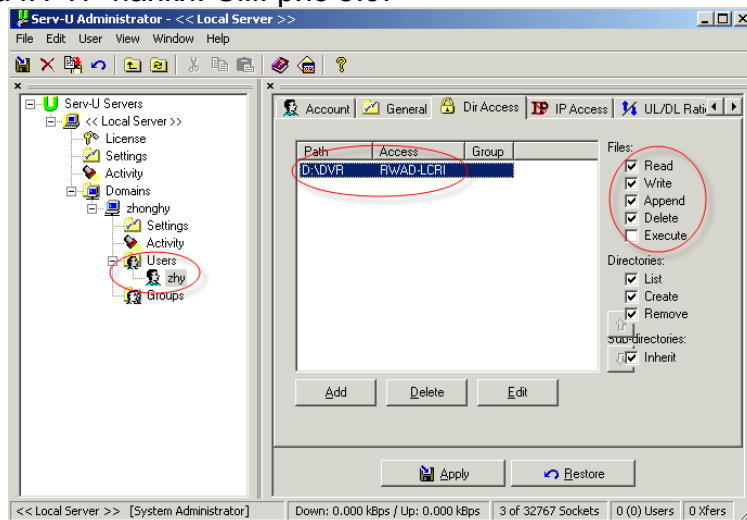 Serv-U Administrator - << Local Server >>
File Edit User View Window Help
Serv-U Servers
<< Local Server >>
License
Settings
Activity
Domains
zhonghy
Settings
Activity
Users
zhy
Groups
Account General Dir Access IP Access UL/DL Rati
Path Access Group
D:\DVR RWAD-LCRI
Files:
Read
Write
Append
Delete
Execute
Directories:
List
Create
Remove
Sub-directories:
Inherit
Add Delete Edit
Apply Restore
<< Local Server >> [System Administrator] Down: 0.000 kBps / Up: 0.000 kBps 3 of 32767 Sockets 0 (0) Users 0 Xfers